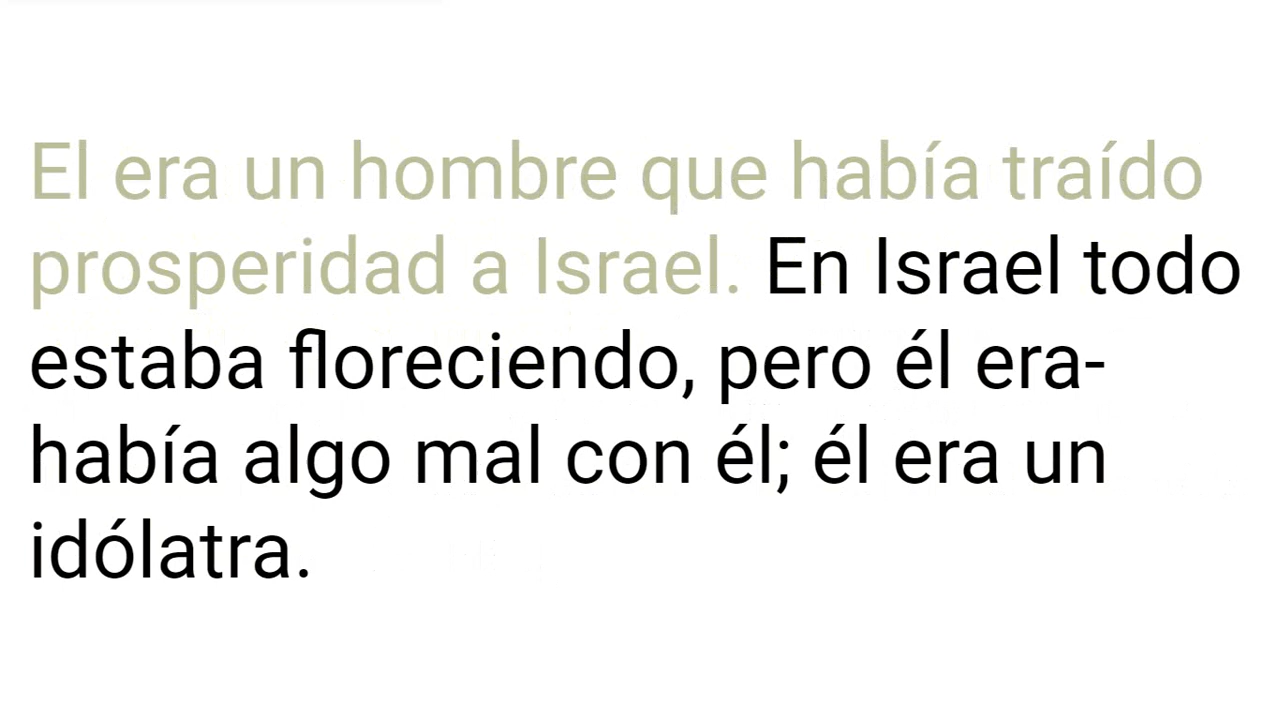 El era un hombre que había traído
prosperidad a Israel. En Israel todo
estaba floreciendo, pero él era-
había algo mal con él; él era un
idólatra.